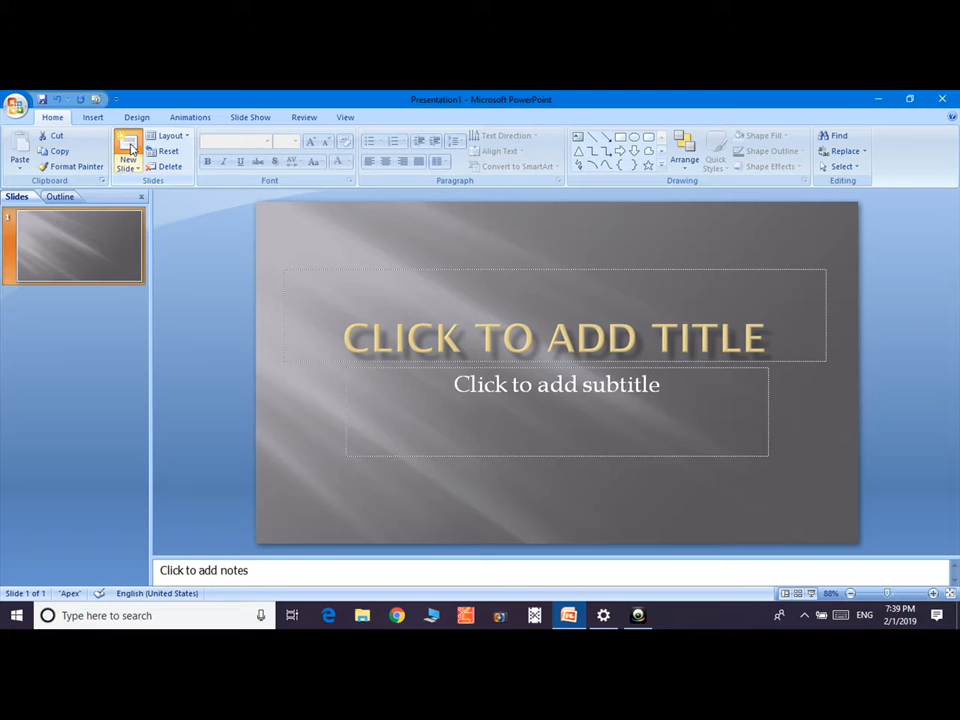 Presentation1 - Microsoft PowerPoint
Home Insert Design Animations Slide Show Review View
Paste
Cut
Copy
Format Painter
Clipboard
New
Slide
Layout
Reset
Delete
Slides
B I U S AV Aa A
Font
Text Direction
Align Text
Convert to SmartArt
Paragraph
Arrange
Quick
Styles
Shape Fill
Shape Outline
Shape Effects
Drawing
Find
Replace
Select
Editing
Slides Outline
1
CLICK TO ADD TITLE
Click to add subtitle
Click to add notes
Slide 1 of 1 "Apex" English (United States) 88%
Type here to search
ENG
7:39 PM
2/1/2019